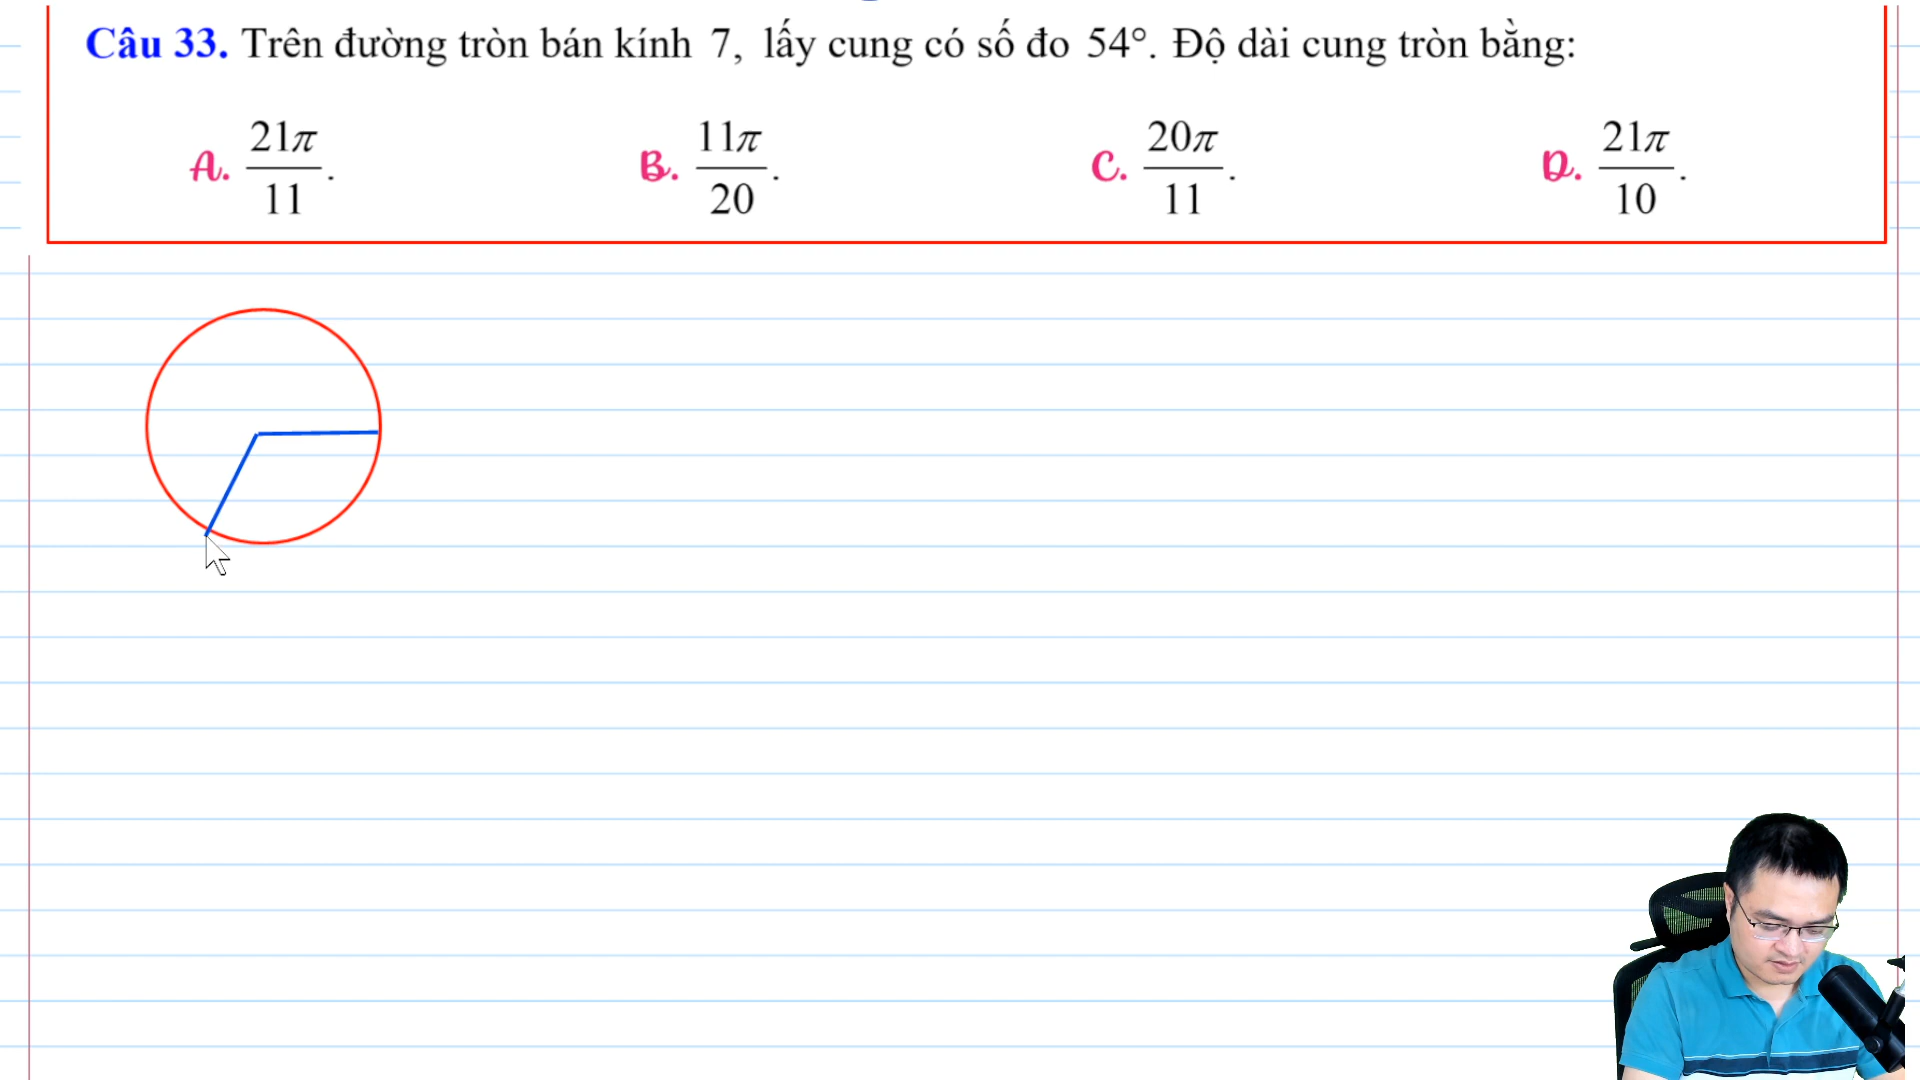 Câu 33. Trên đường tròn bán kính 7, lấy cung có số đo 54°. Độ dài cung tròn bằng:
A. 21π/11. B. 11π/20. C. 20π/11. D. 21π/10.